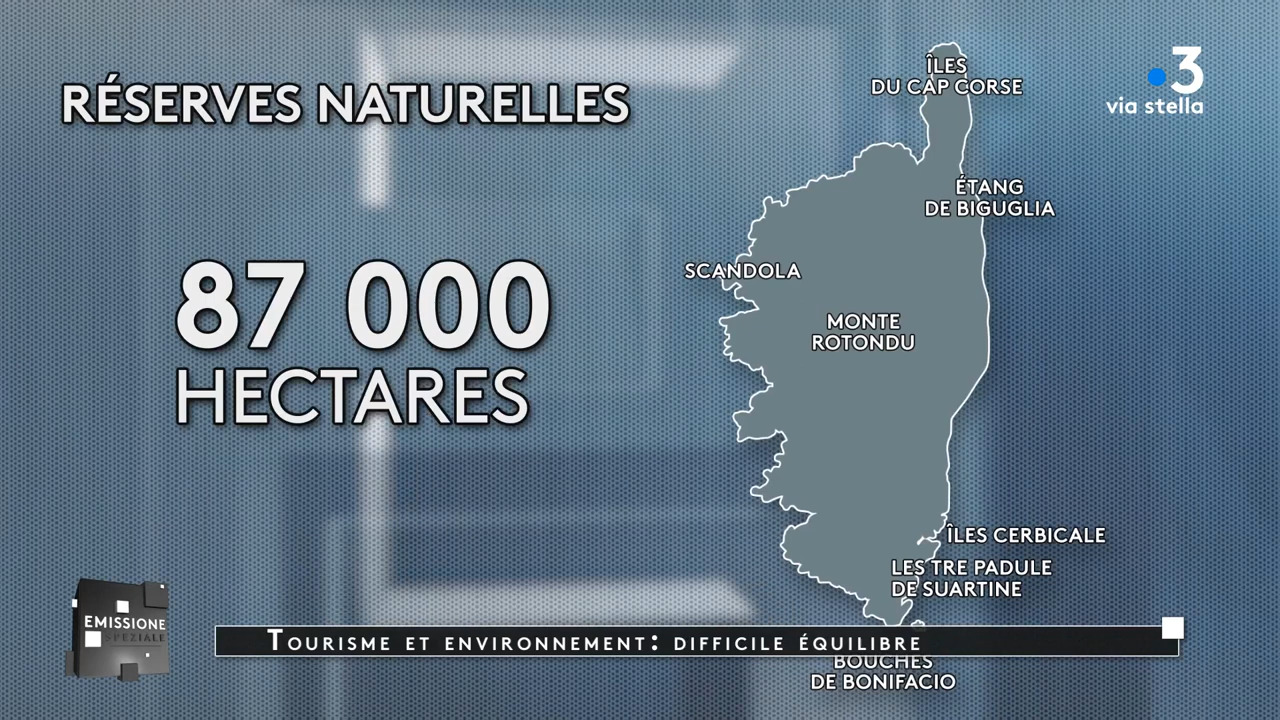 RÉSERVES NATURELLES
87 000
HECTARES
ÎLES
DU CAP CORSE
3
via stella
ÉTANG
DE BIGUGLIA
SCANDOLA
MONTE
ROTONDU
ÎLES CERBICALE
LES TRE PADULE
DE SUARTINE
EMISSIONE
SPEZIALE
TOURISME ET ENVIRONNEMENT: DIFFICILE ÉQUILIBRE
BOUCHES
DE BONIFACIO